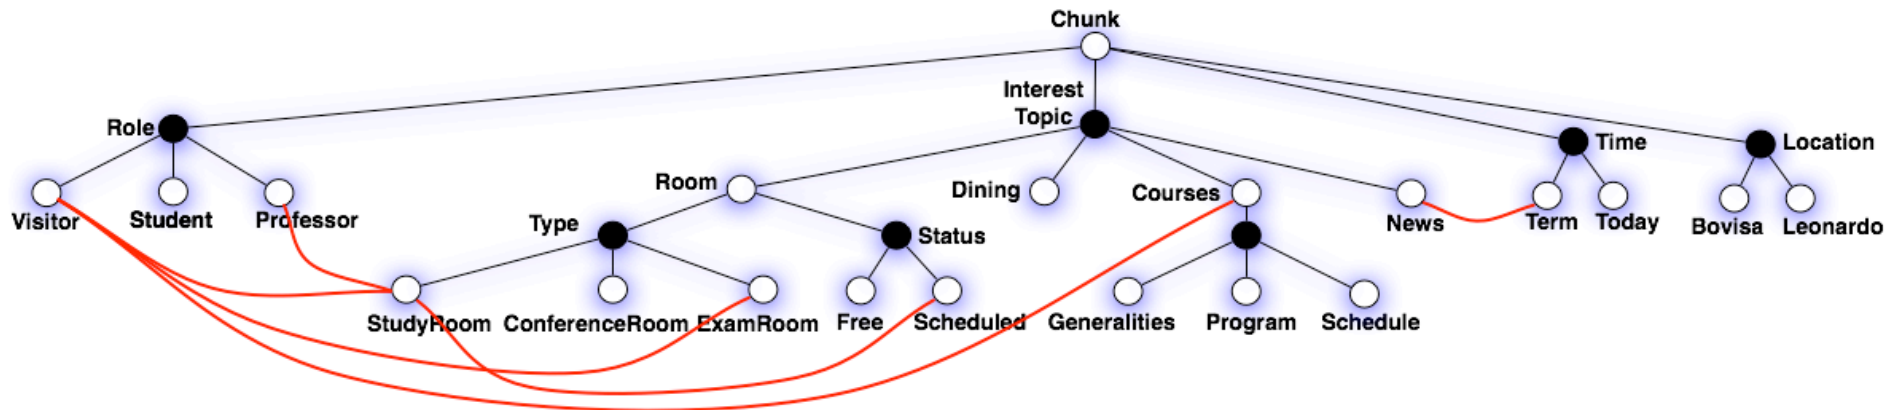 Chunk
Interest
Topic
Role
Time
Location
Visitor
Student
Professor
Room
Dining
Courses
News
Term
Today
Bovisa
Leonardo
Type
Status
StudyRoom
ConferenceRoom
ExamRoom
Free
Scheduled
Generalities
Program
Schedule